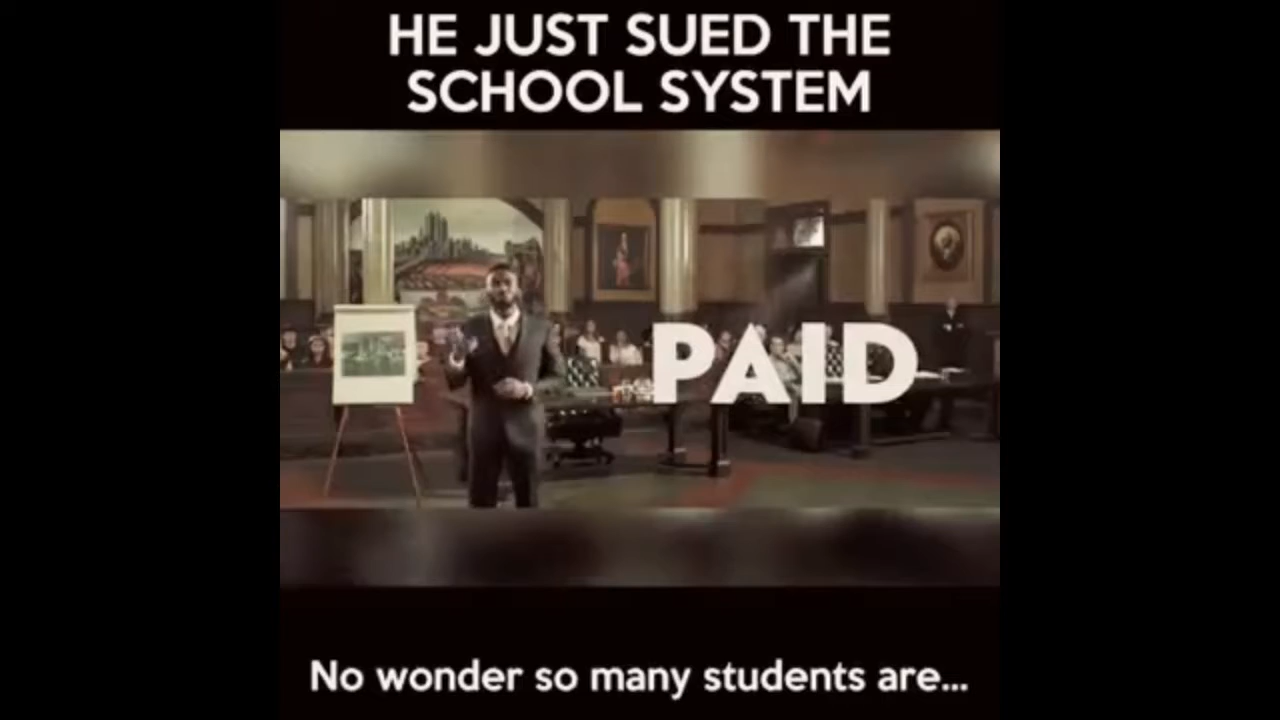 HE JUST SUED THE
SCHOOL SYSTEM
PAID
No wonder so many students are...